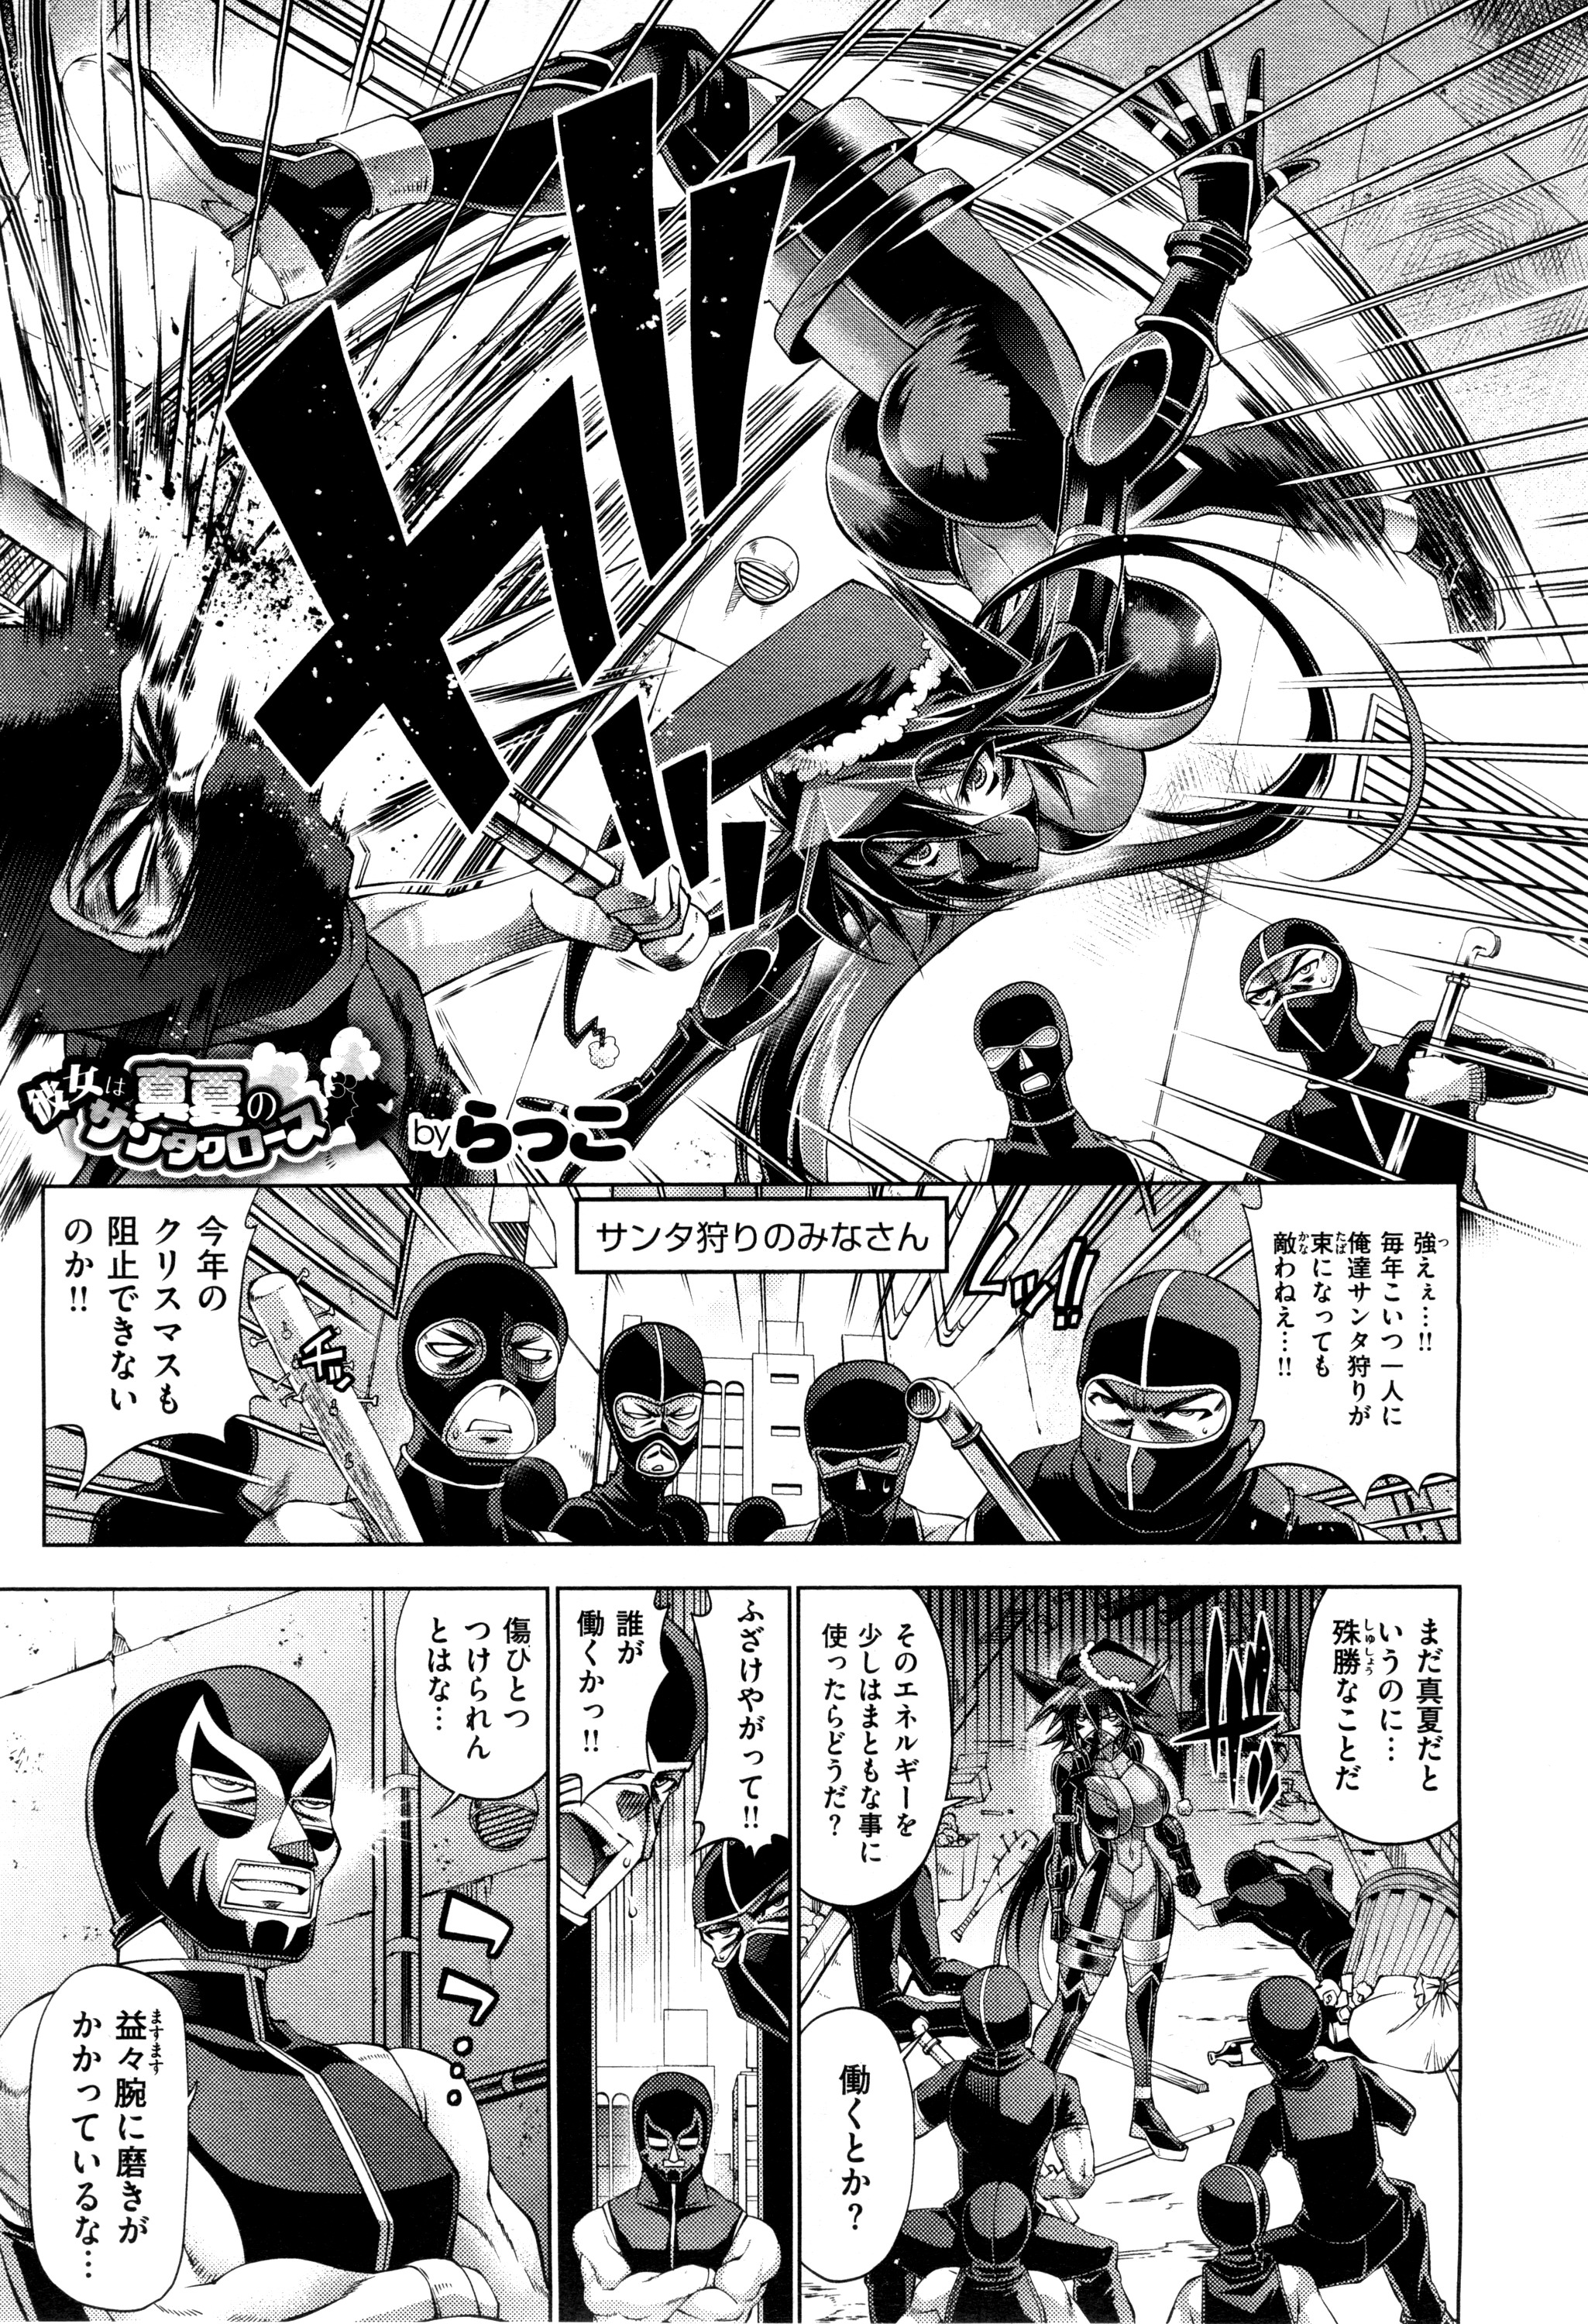 ドガ!!!
彼女は
真夏の
サンタクロース
by らっこ
強えぇ…!!
毎年こいつ一人に
俺達サンタ狩りが
束になっても
敵わねえ…!!
サンタ狩りのみなさん
今年の
クリスマスも
阻止できない
のか!!
まだ真夏だと
いうのに…
殊勝なことだ
そのエネルギーを
少しはまともな事に
使ったらどうだ?
働くとか?
ふざけやがって!!
誰が
働くかっ!!
傷ひとつ
つけられん
とはな…
益々腕に磨きが
かかっているな…